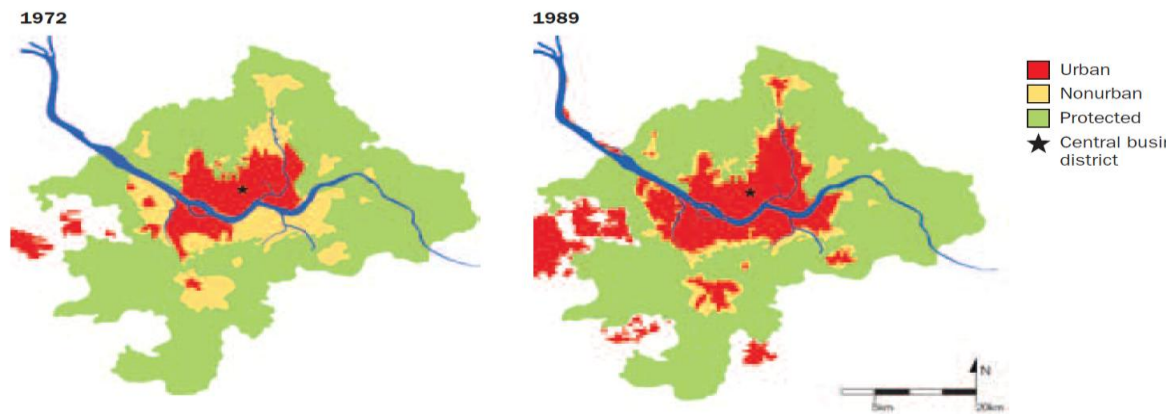 1972
1989
Urban
Nonurban
Protected
Central busi
district
N
5km
20km